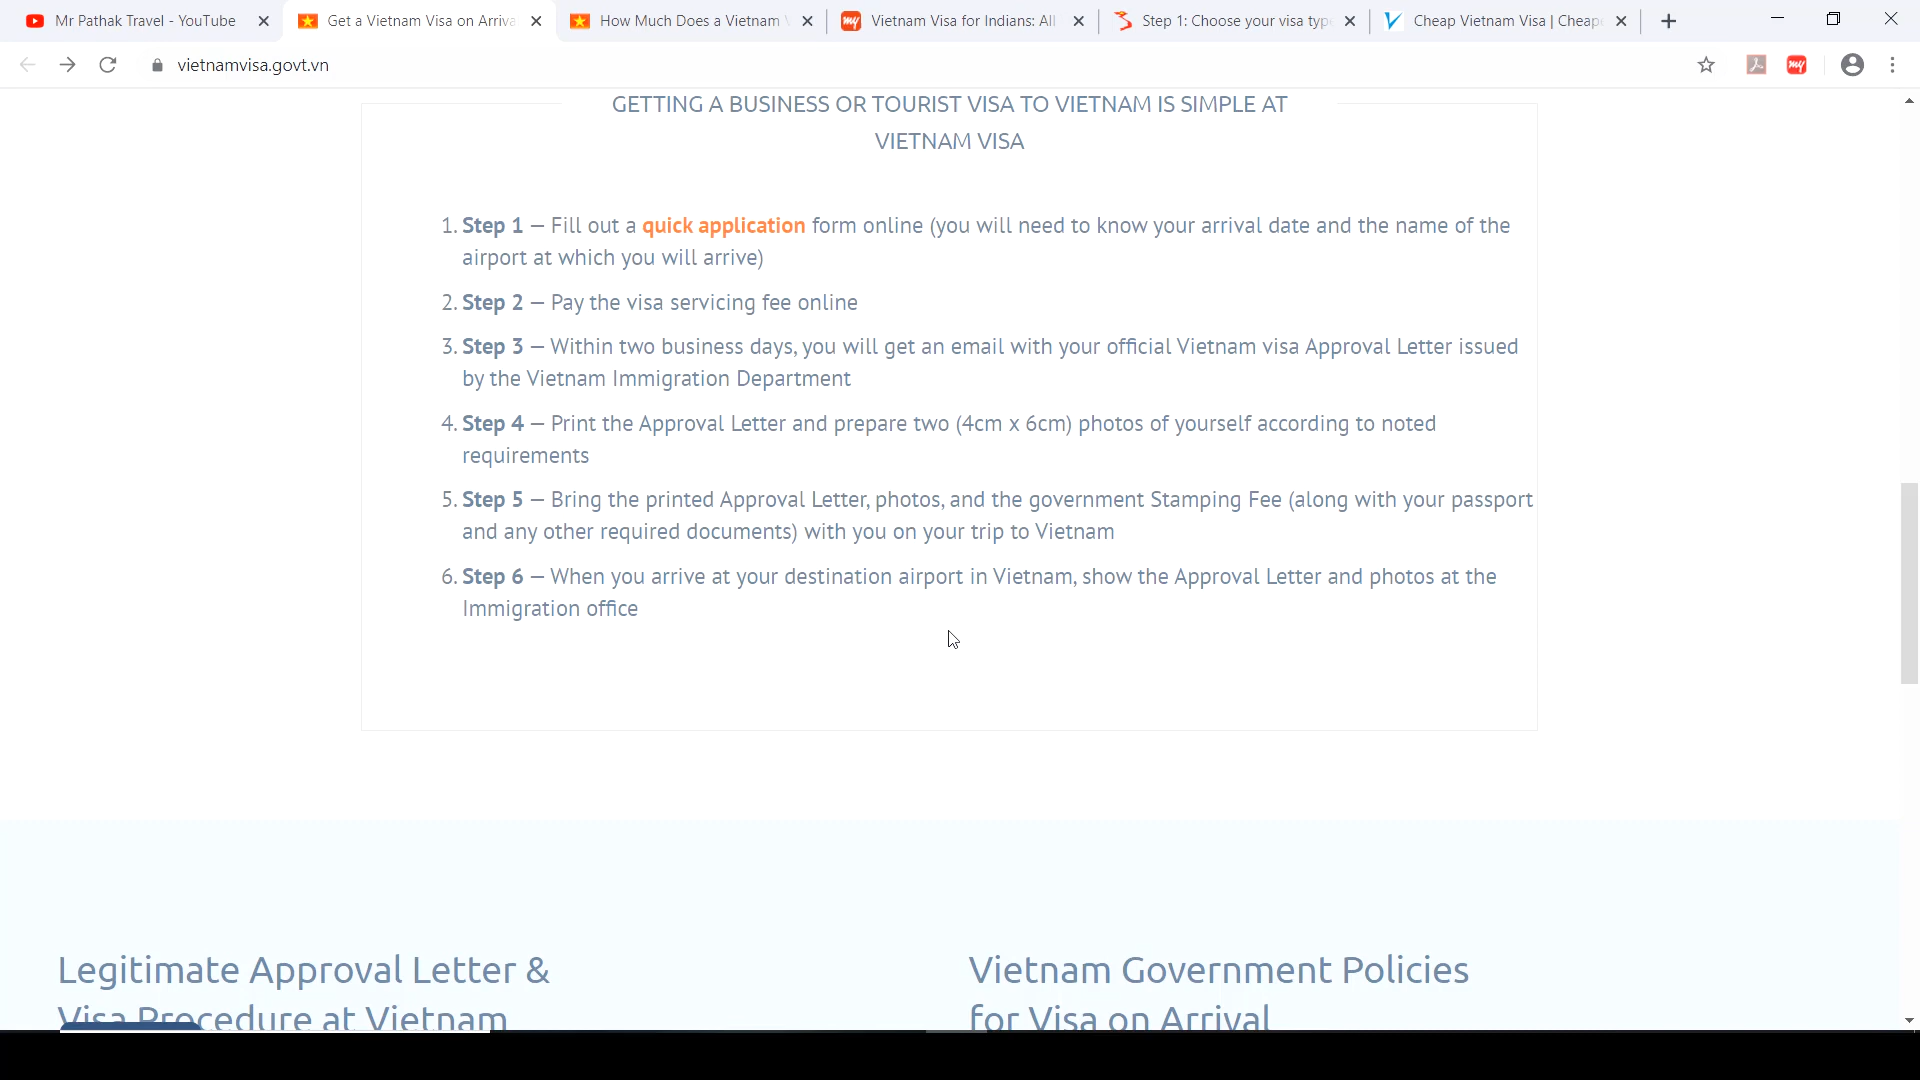 Mr Pathak Travel - YouTube
Get a Vietnam Visa on Arriva
How Much Does a Vietnam V
my
Vietnam Visa for Indians: All
Step 1: Choose your visa type
Cheap Vietnam Visa | Cheap
vietnamvisa.govt.vn
my
GETTING A BUSINESS OR TOURIST VISA TO VIETNAM IS SIMPLE AT
VIETNAM VISA
1. Step 1 — Fill out a quick application form online (you will need to know your arrival date and the name of the
airport at which you will arrive)
2. Step 2 — Pay the visa servicing fee online
3. Step 3 — Within two business days, you will get an email with your official Vietnam visa Approval Letter issued
by the Vietnam Immigration Department
4. Step 4 — Print the Approval Letter and prepare two (4cm x 6cm) photos of yourself according to noted
requirements
5. Step 5 — Bring the printed Approval Letter, photos, and the government Stamping Fee (along with your passport
and any other required documents) with you on your trip to Vietnam
6. Step 6 — When you arrive at your destination airport in Vietnam, show the Approval Letter and photos at the
Immigration office
Legitimate Approval Letter &
Visa Procedure at Vietnam
Vietnam Government Policies
for Visa on Arrival